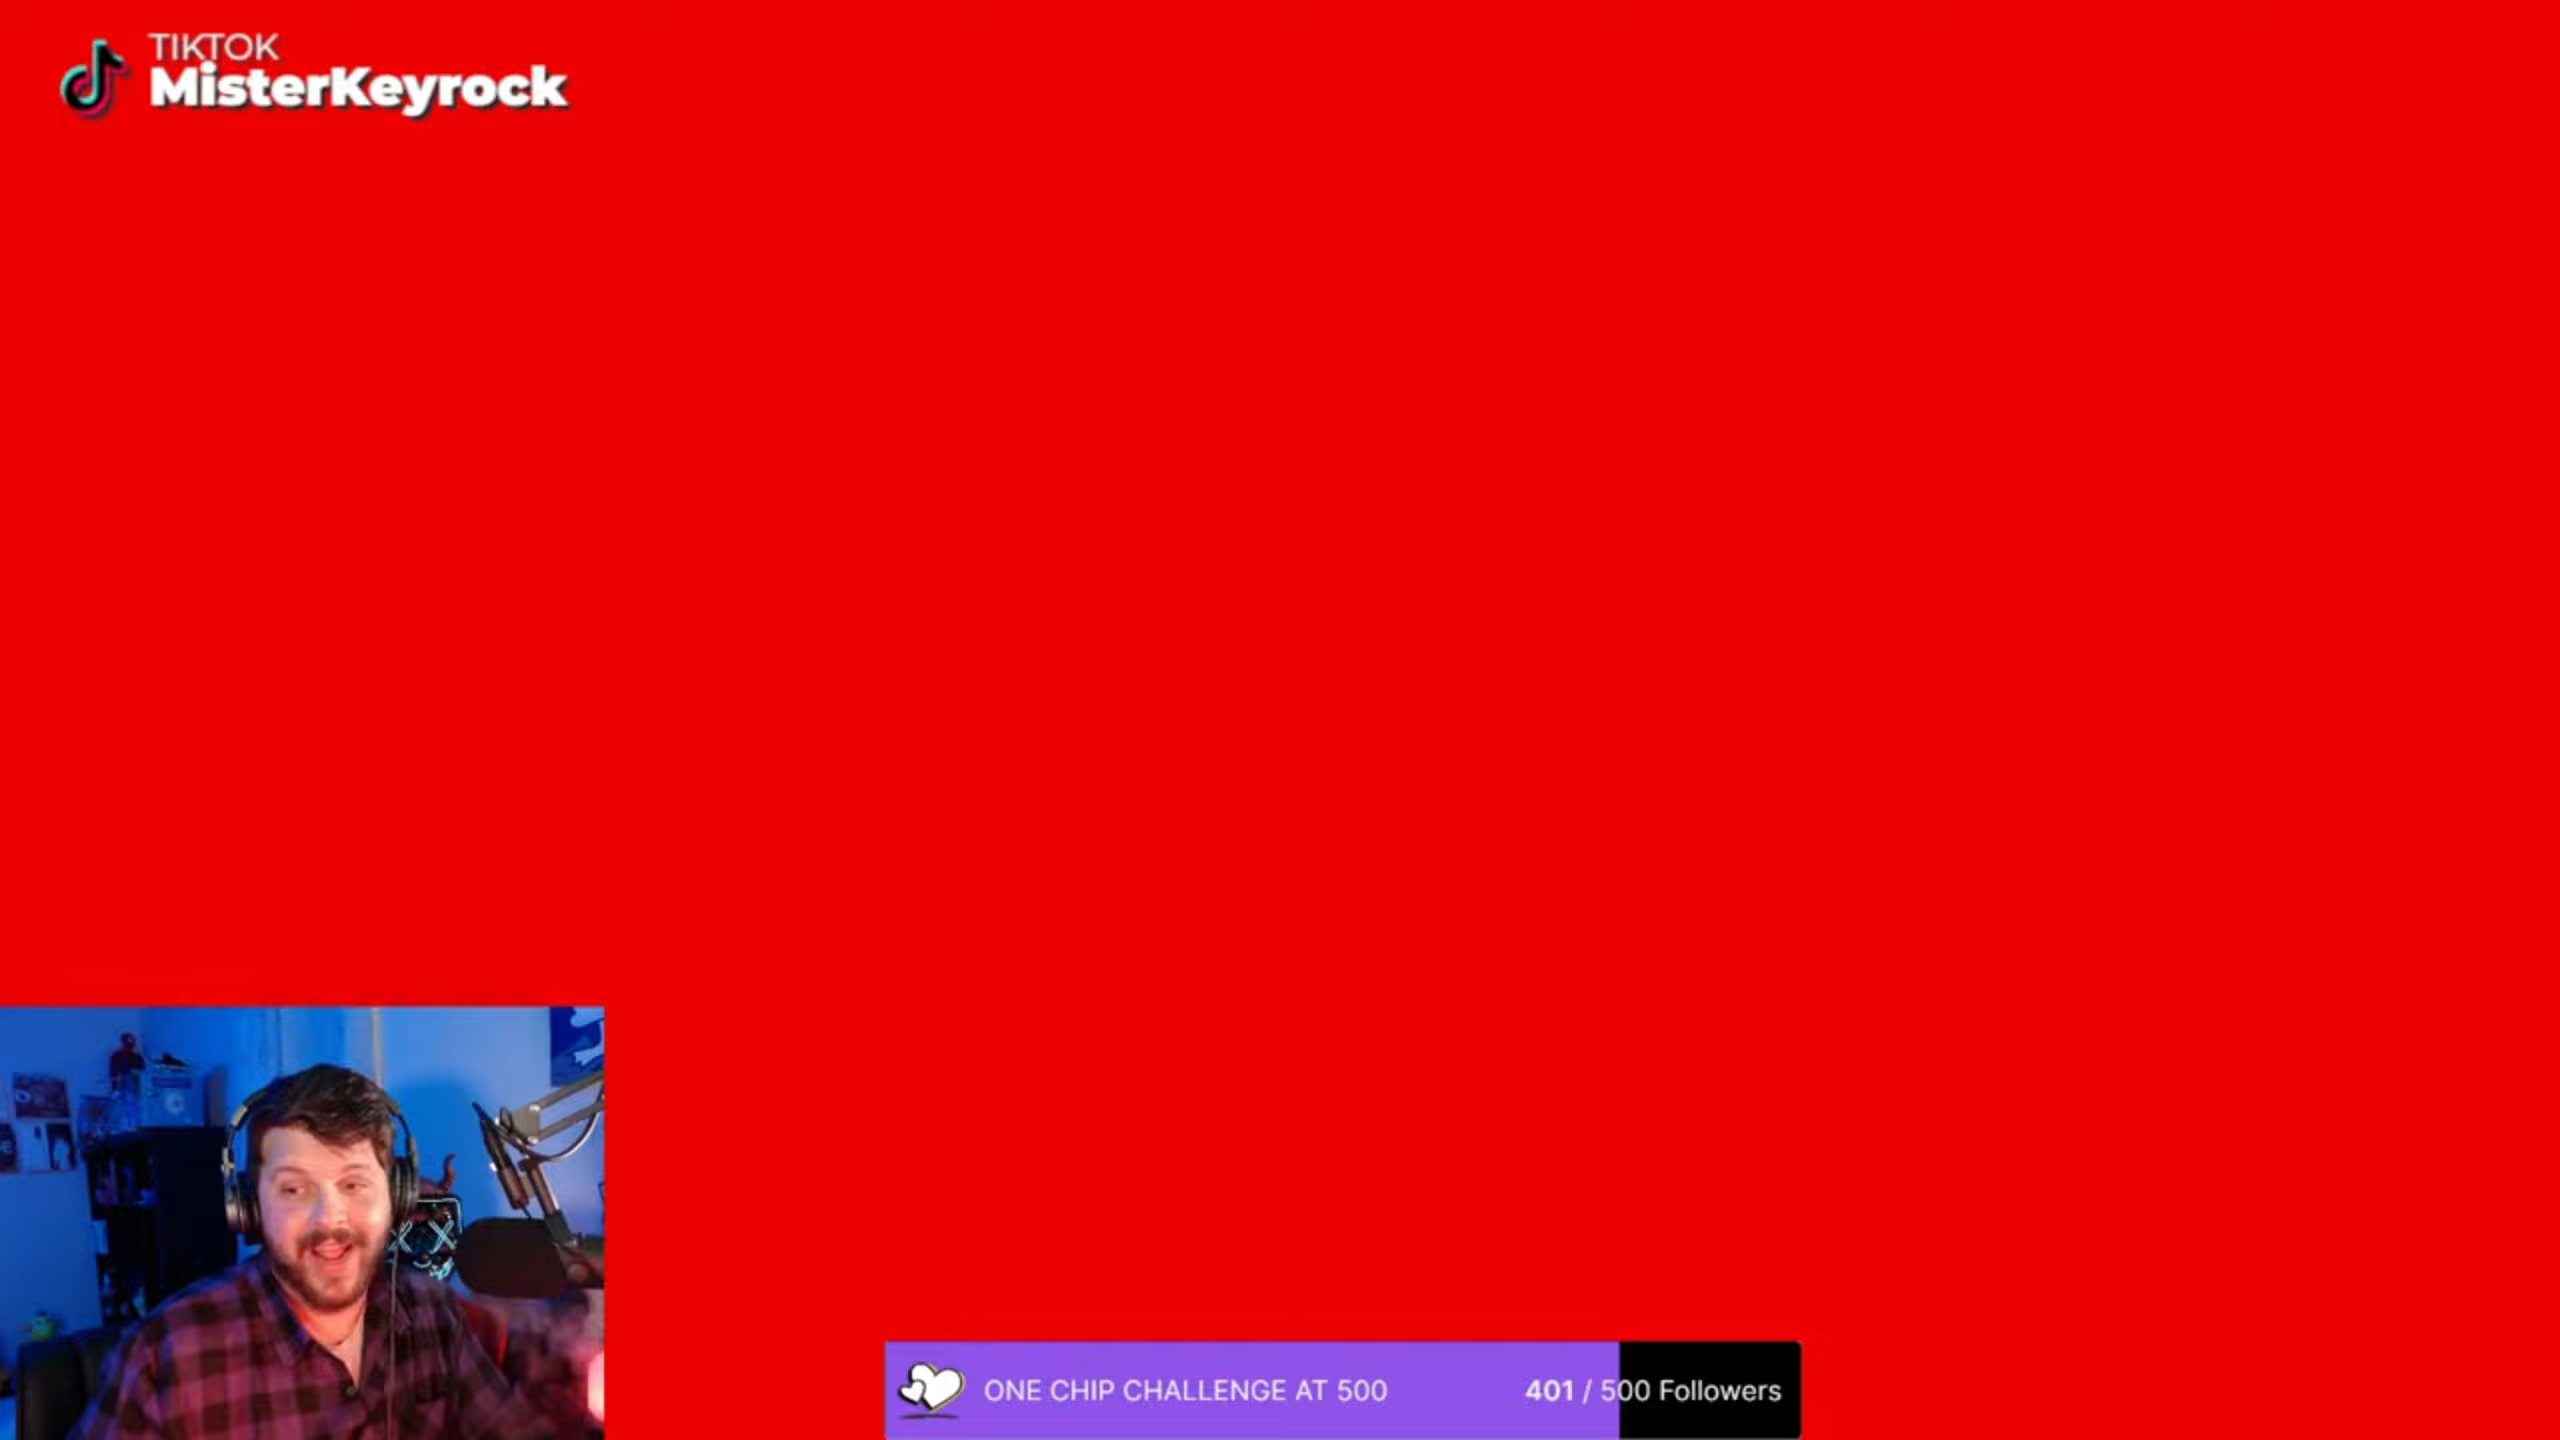 TIKTOK
MisterKeyrock
ONE CHIP CHALLENGE AT 500
401 / 500 Followers